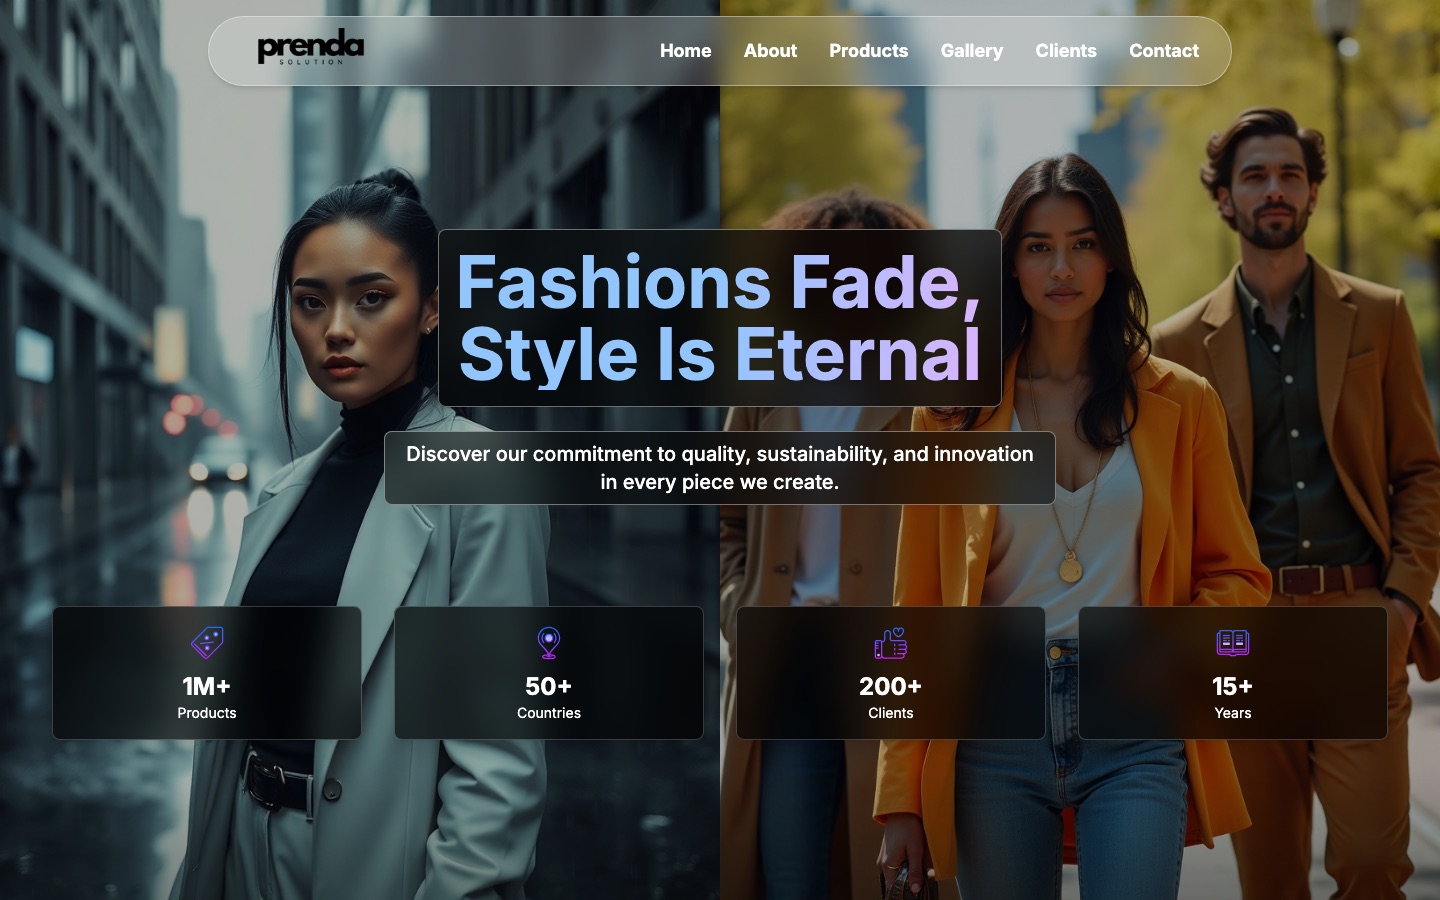 prenda
SOLUTION
Home
About
Products
Gallery
Clients
Contact
Fashions Fade,
Style Is Eternal
Discover our commitment to quality, sustainability, and innovation
in every piece we create.
1M+
Products
50+
Countries
200+
Clients
15+
Years